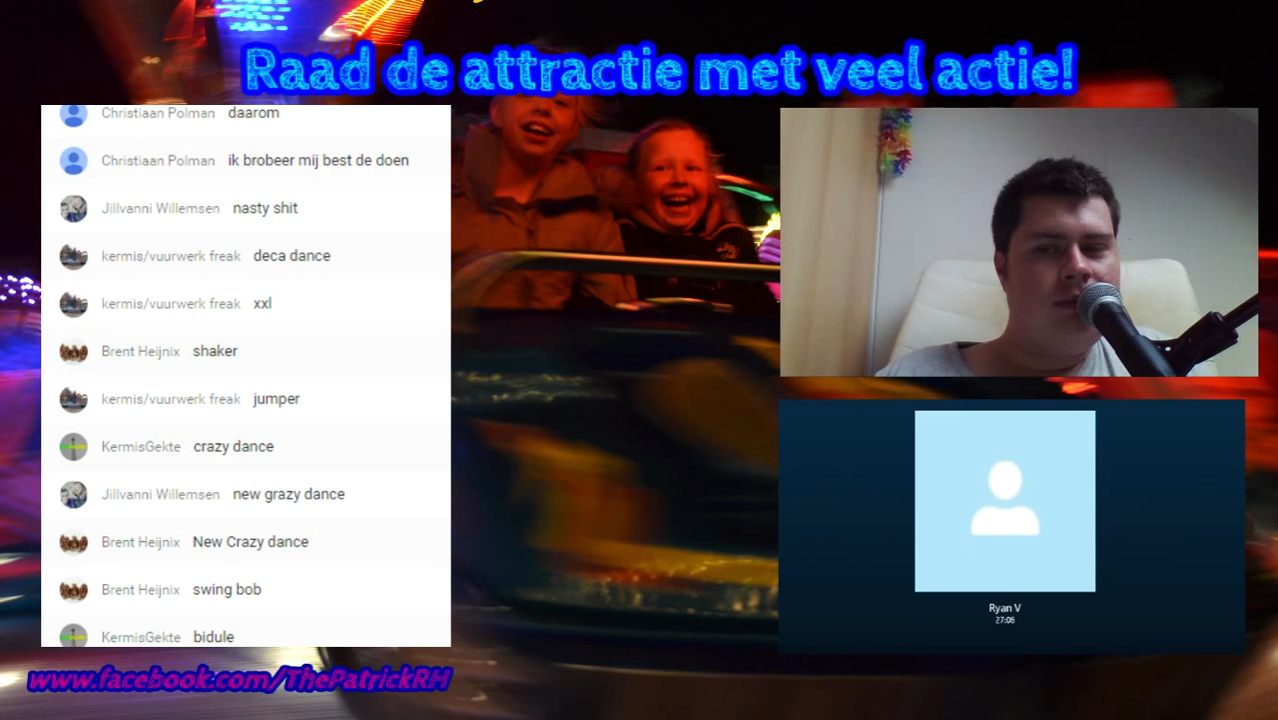 Raad de attractie met veel actie!
Christiaan Polman daarom
Christiaan Polman ik brobeer mij best de doen
Jillvanni Willemsen nasty shit
kermis/vuurwerk freak deca dance
kermis/vuurwerk freak xxl
Brent Heijnix shaker
kermis/vuurwerk freak jumper
KermisGekte crazy dance
Jillvanni Willemsen new grazy dance
Brent Heijnix New Crazy dance
Brent Heijnix swing bob
KermisGekte bidule
Ryan V
27:06
www.facebook.com/ThePatrickRH